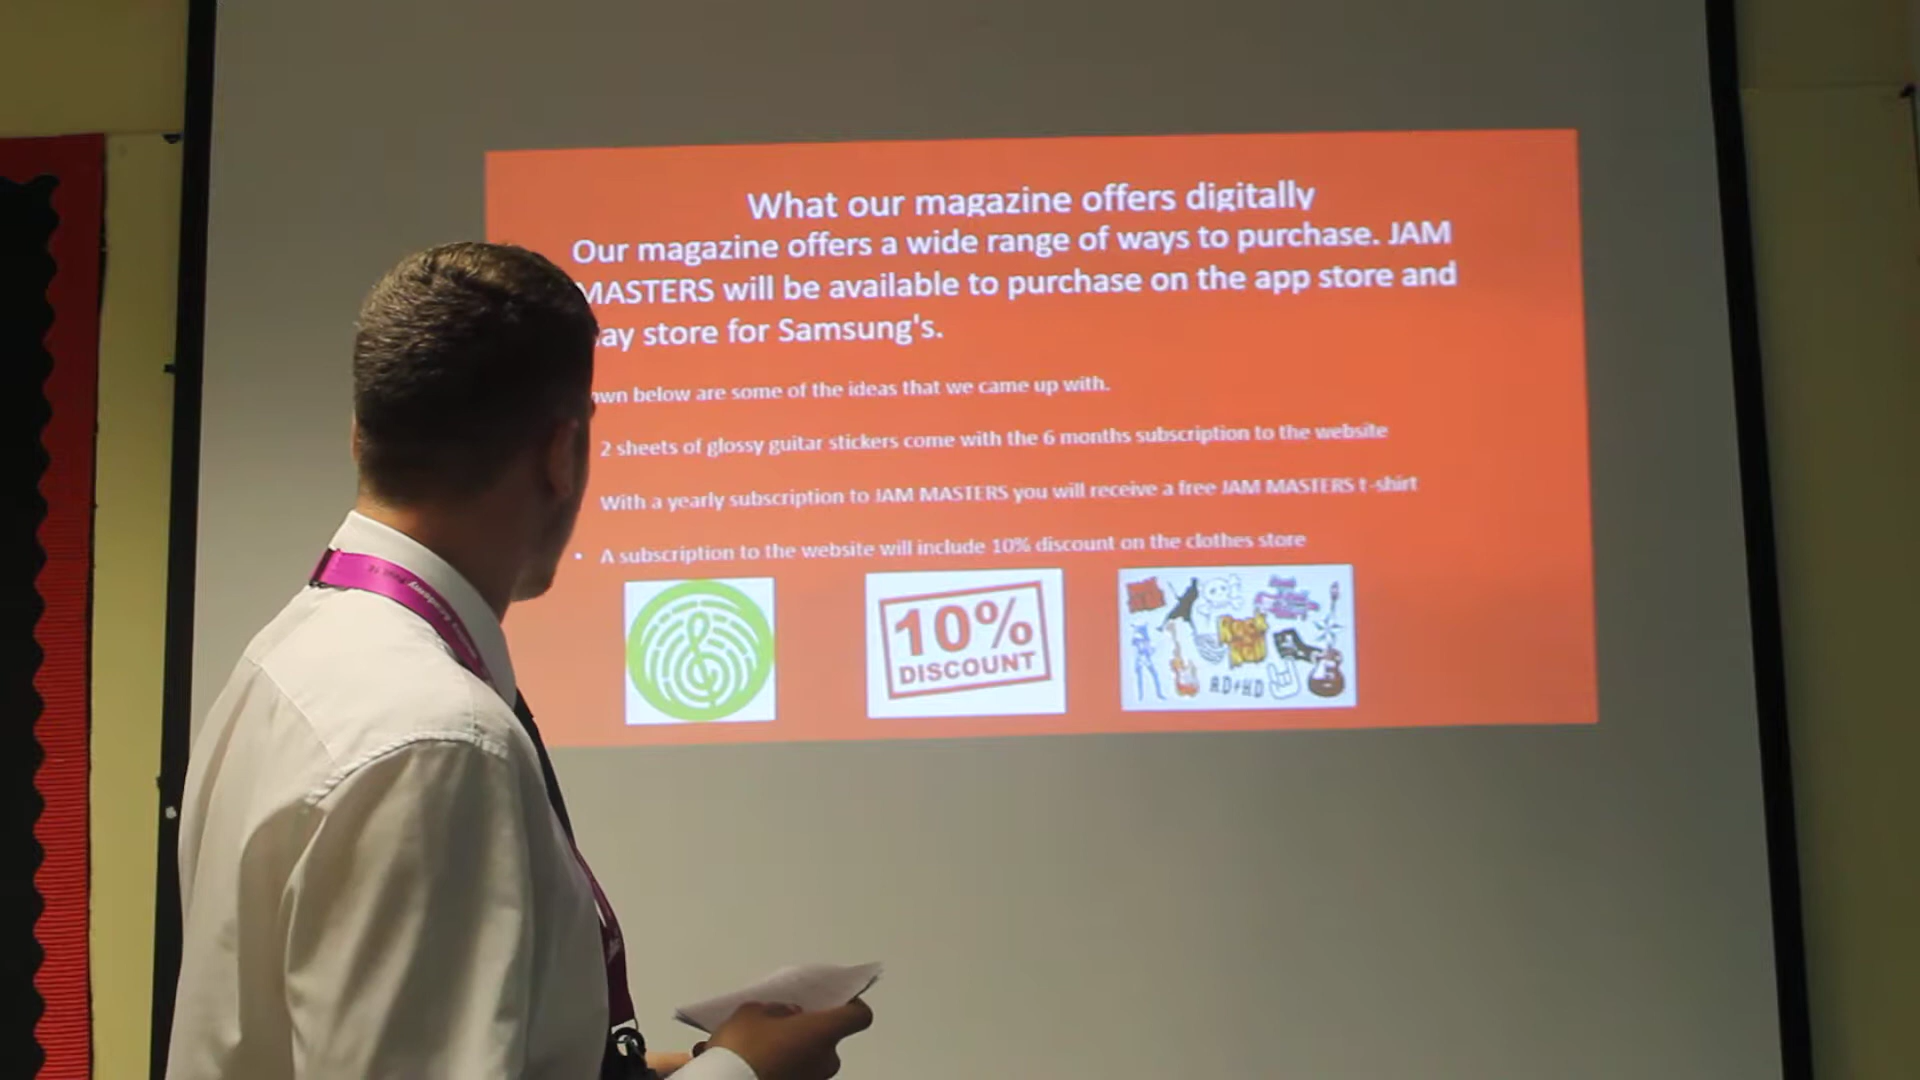 What our magazine offers digitally
Our magazine offers a wide range of ways to purchase. JAM
MASTERS will be available to purchase on the app store and
ay store for Samsung's.
wn below are some of the ideas that we came up with.
2 sheets of glossy guitar stickers come with the 6 months subscription to the website
With a yearly subscription to JAM MASTERS you will receive a free JAM MASTERS t-shirt
• A subscription to the website will include 10% discount on the clothes store
10%
DISCOUNT
Rock
Roll
Academy